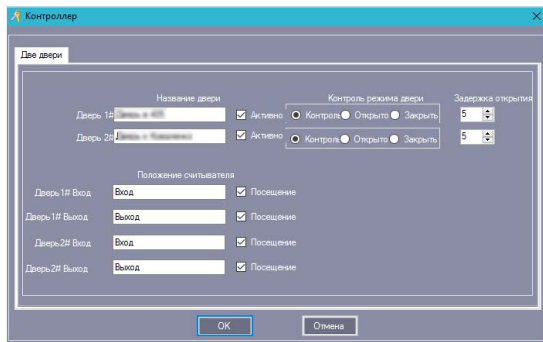 Контроллер
Две двери
Название двери Контроль режима двери Задержка открытия
Дверь 1# Активно Контроль Открыто Закрыть 5
Дверь 2# Активно Контроль Открыто Закрыть 5
Положение считывателя
Дверь1# Вход Вход Посещение
Дверь1# Выход Выход Посещение
Дверь2# Вход Вход Посещение
Дверь2# Выход Выход Посещение
OK Отмена